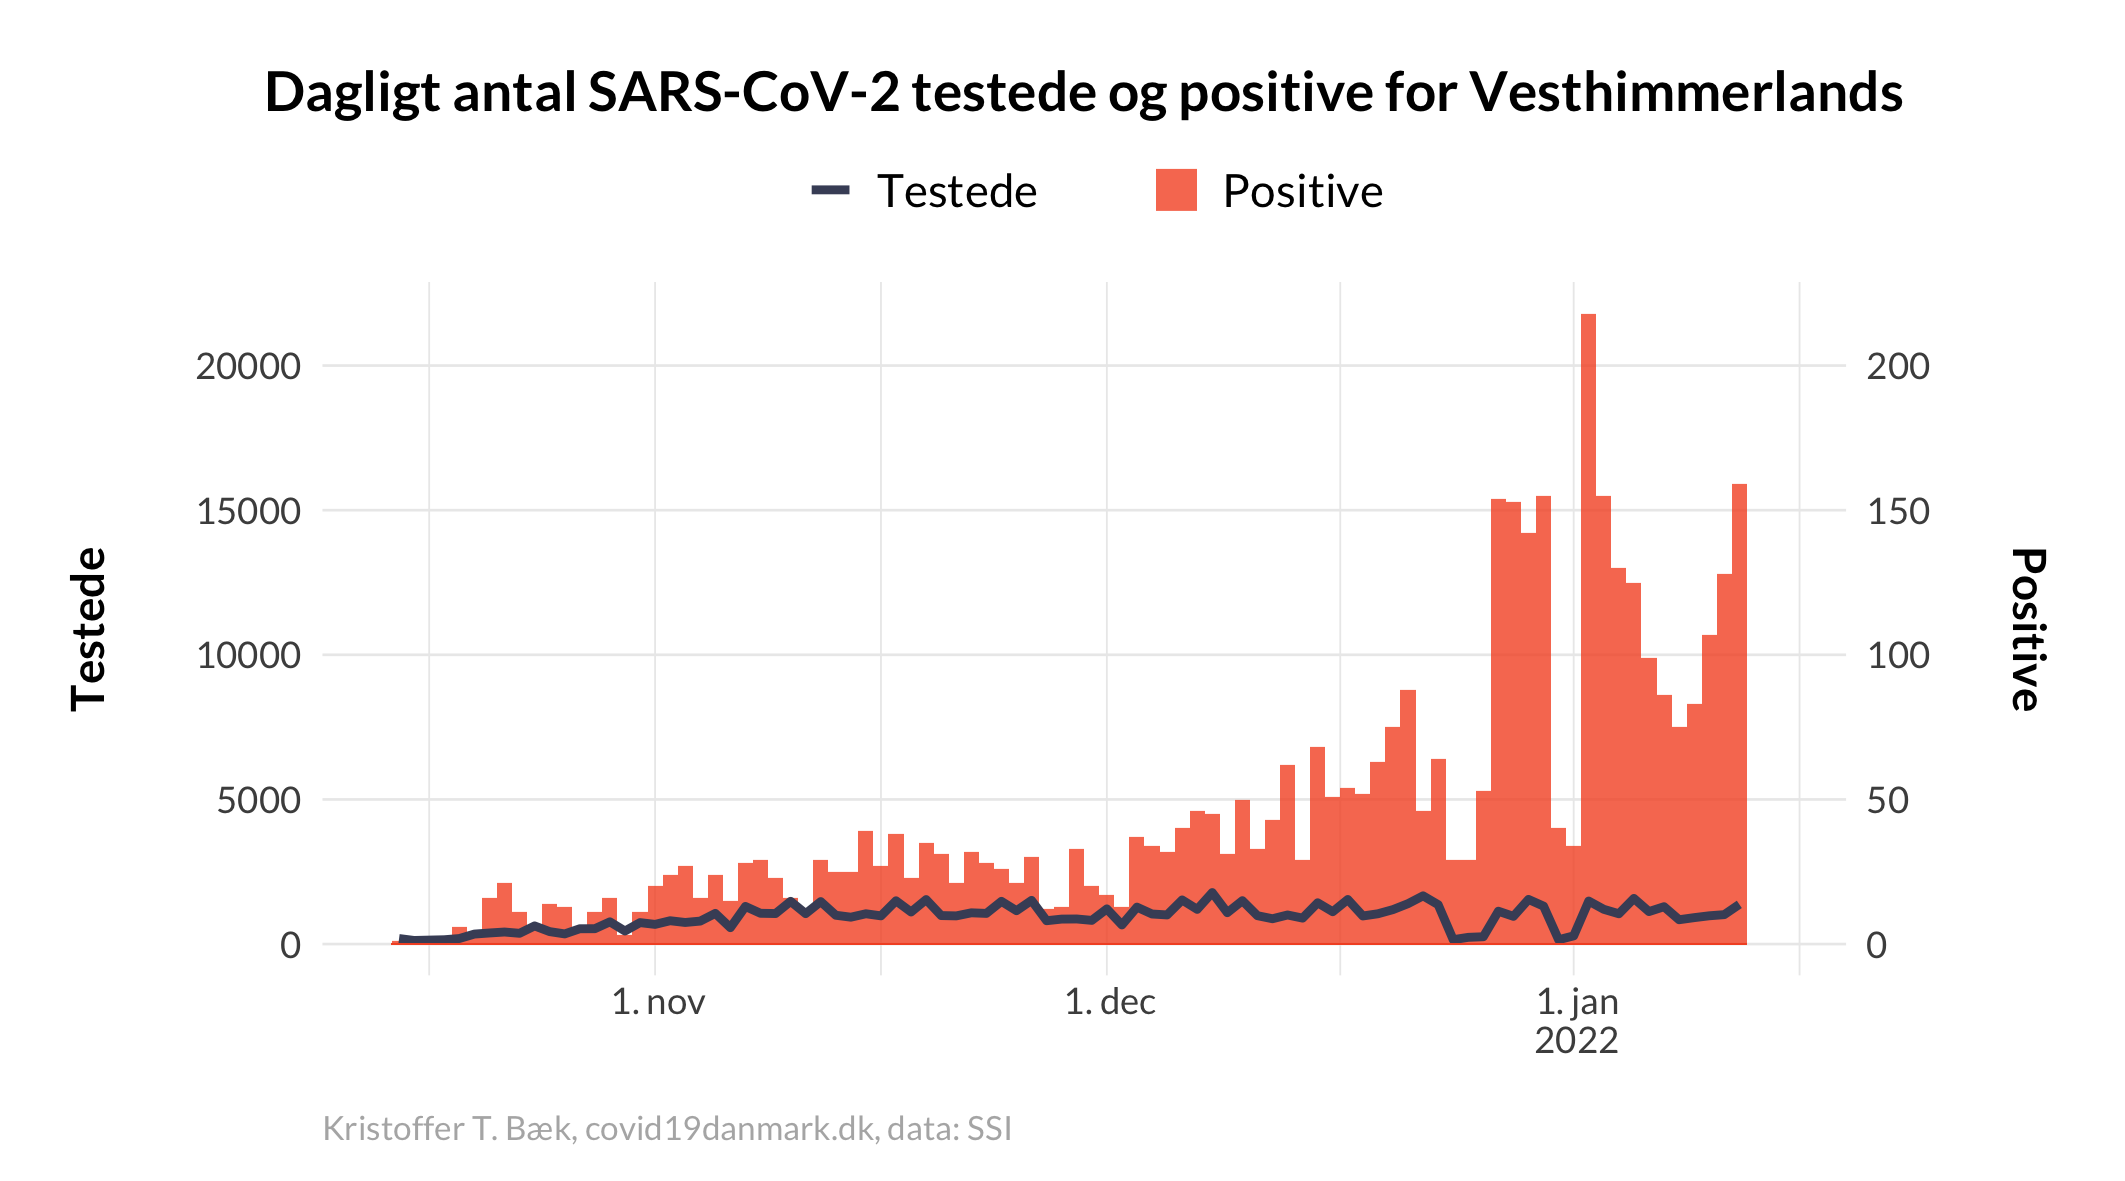 Dagligt antal SARS-CoV-2 testede og positive for Vesthimmerlands
Testede
Positive
Testede
20000
15000
10000
5000
0
200
150
100
50
0
Positive
1. nov
1. dec
1. jan
2022
Kristoffer T. Bæk, covid19danmark.dk, data: SSI